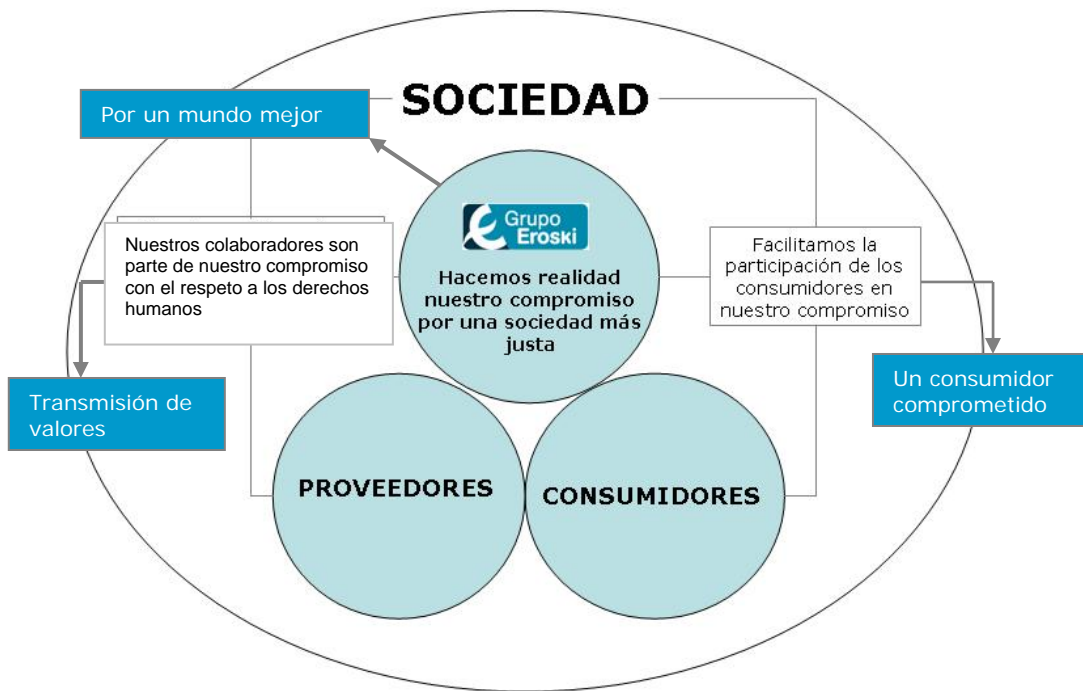 SOCIEDAD
Por un mundo mejor
Grupo
Eroski
Hacemos realidad
nuestro compromiso
por una sociedad más
justa
Nuestros colaboradores son
parte de nuestro compromiso
con el respeto a los derechos
humanos
Facilitamos la
participación de los
consumidores en
nuestro compromiso
Transmisión de
valores
Un consumidor
comprometido
PROVEEDORES
CONSUMIDORES